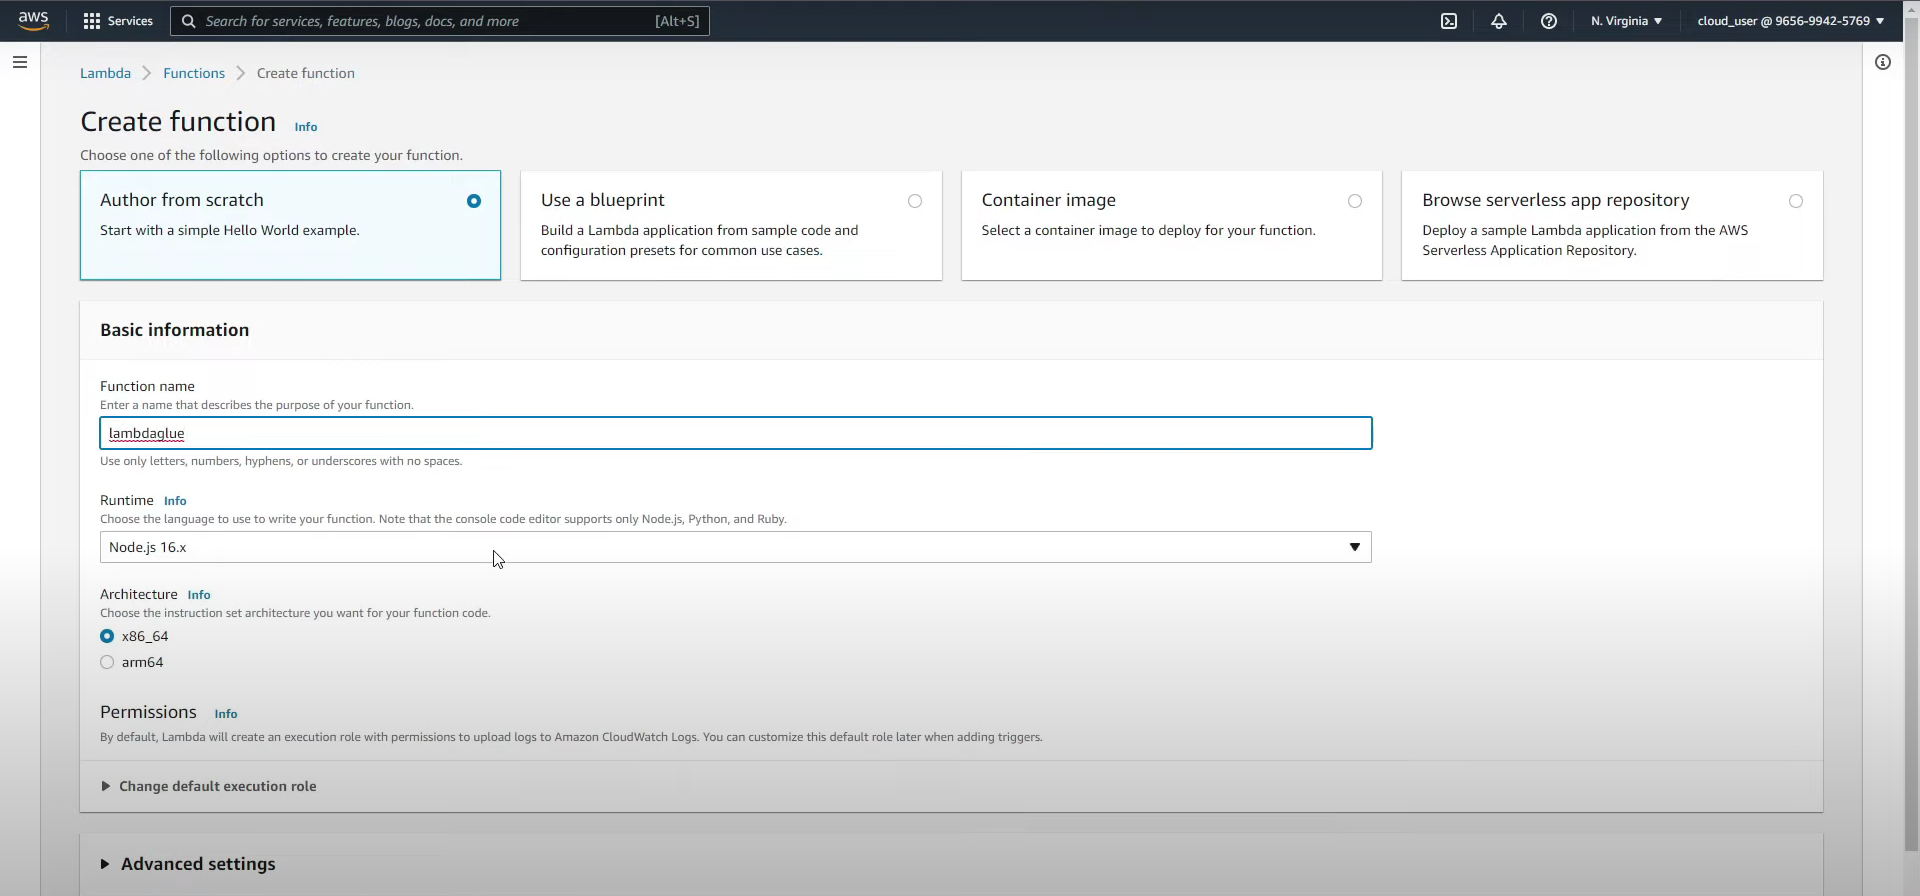 aws
Services
Search for services, features, blogs, docs, and more [Alt+S]
N. Virginia
cloud_user @ 9656-9942-5769
Lambda
Functions
Create function
Create function Info
Choose one of the following options to create your function.
Author from scratch
Start with a simple Hello World example.
Use a blueprint
Build a Lambda application from sample code and
configuration presets for common use cases.
Container image
Select a container image to deploy for your function.
Browse serverless app repository
Deploy a sample Lambda application from the AWS
Serverless Application Repository.
Basic information
Function name
Enter a name that describes the purpose of your function.
lambdaglue
Use only letters, numbers, hyphens, or underscores with no spaces.
Runtime Info
Choose the language to use to write your function. Note that the console code editor supports only Node.js, Python, and Ruby.
Node.js 16.x
Architecture Info
Choose the instruction set architecture you want for your function code.
x86_64
arm64
Permissions Info
By default, Lambda will create an execution role with permissions to upload logs to Amazon CloudWatch Logs. You can customize this default role later when adding triggers.
Change default execution role
Advanced settings